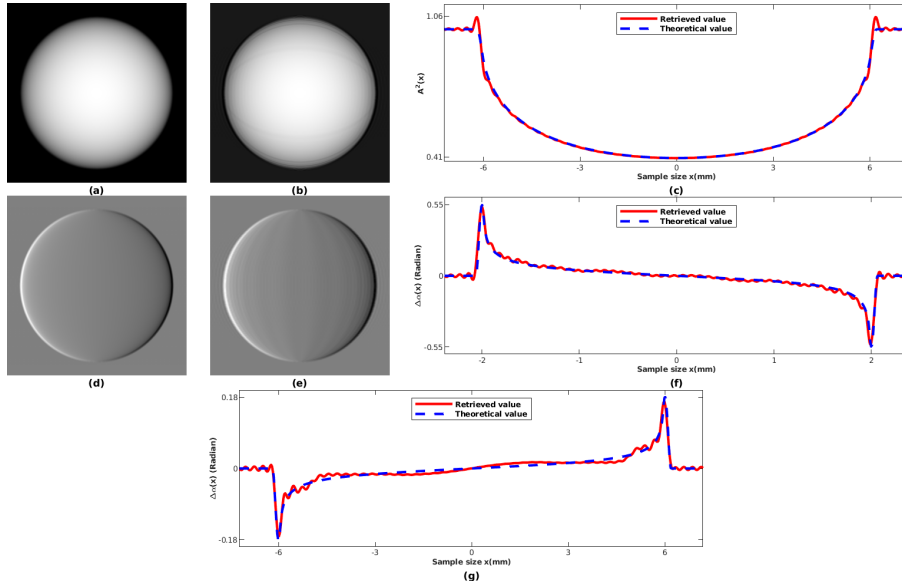 (a)
(b)
1.06
0.41
A²(x)
Retrieved value
Theoretical value
-6
-3
0
3
6
Sample size x(mm)
(c)
(d)
(e)
0.55
0
-0.55
Δα(x) (Radian)
Retrieved value
Theoretical value
-2
-1
0
1
2
Sample size x(mm)
(f)
0.18
0
-0.18
Δα(x) (Radian)
Retrieved value
Theoretical value
-6
-3
0
3
6
Sample size x(mm)
(g)